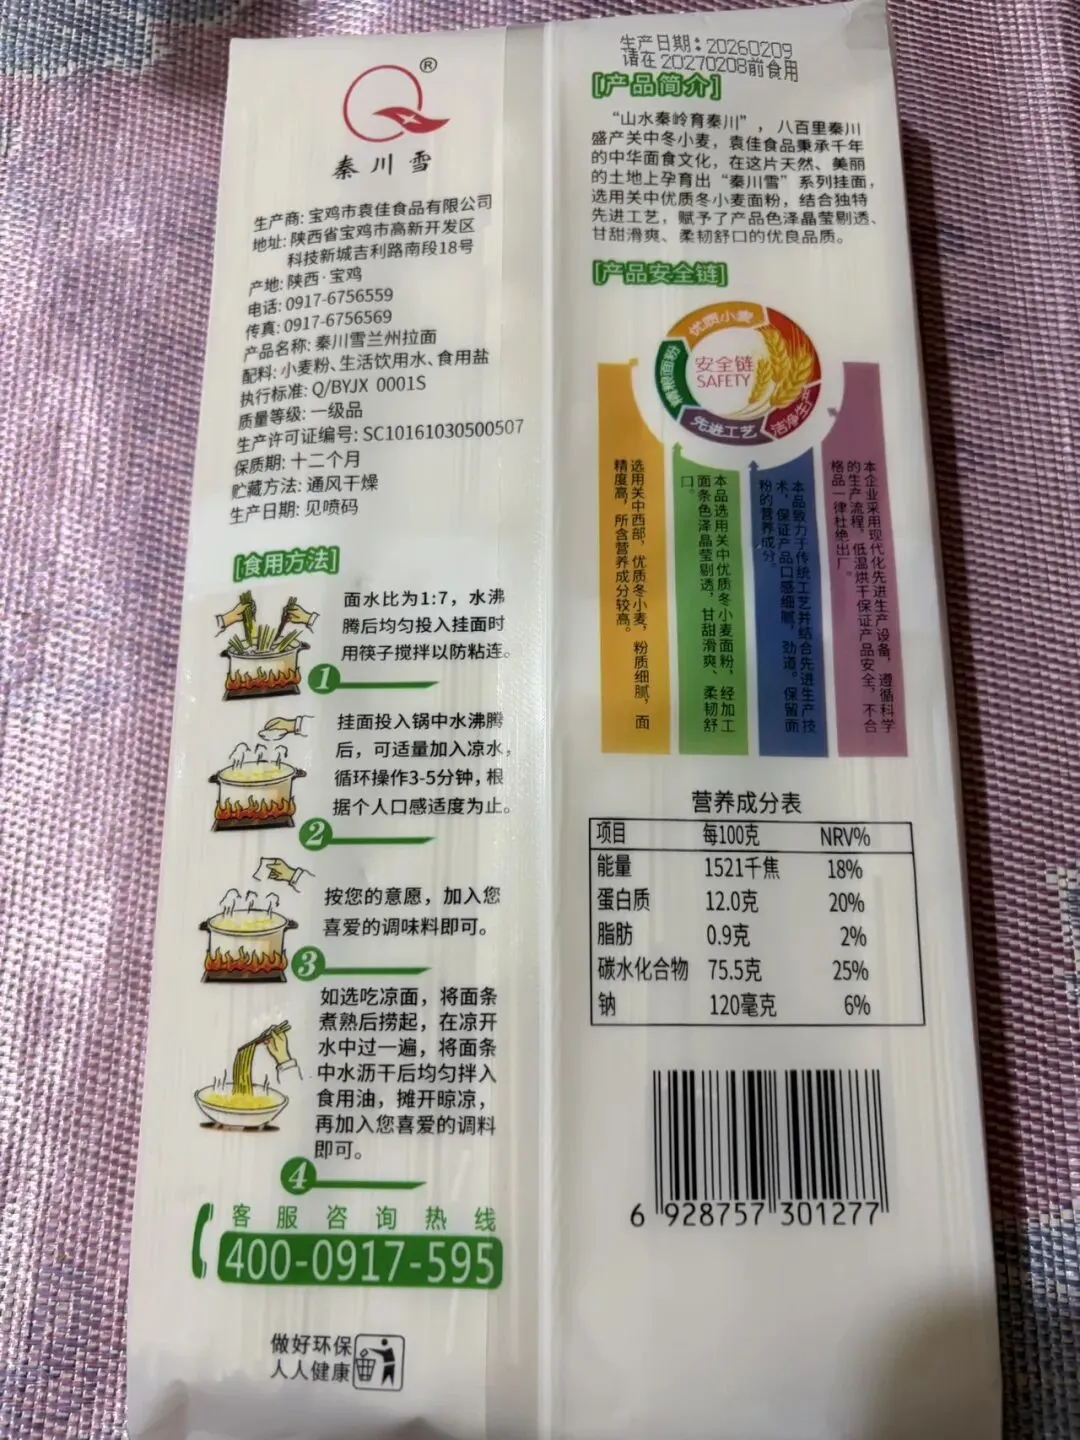 ®
秦川雪
生产商: 宝鸡市袁佳食品有限公司
地址: 陕西省宝鸡市高新开发区
科技新城吉利路南段18号
产地: 陕西·宝鸡
电话: 0917-6756559
传真: 0917-6756569
产品名称: 秦川雪兰州拉面
配料: 小麦粉、生活饮用水、食用盐
执行标准: Q/BYJX 0001S
质量等级: 一级品
生产许可证编号: SC10161030500507
保质期: 十二个月
贮藏方法: 通风干燥
生产日期: 见喷码
[食用方法]
面水比为1:7，水沸
腾后均匀投入挂面时
用筷子搅拌以防粘连。
1
挂面投入锅中水沸腾
后，可适量加入凉水，
循环操作3-5分钟，根
据个人口感适度为止。
2
按您的意愿，加入您
喜爱的调味料即可。
3
如选吃凉面，将面条
煮熟后捞起，在凉开
水中过一遍，将面条
中水沥干后均匀拌入
食用油，摊开晾凉，
再加入您喜爱的调料
即可。
4
客服咨询热线
400-0917-595
做好环保
人人健康
生产日期：20260209
请在 20270208前食用
[产品简介]
“山水秦岭育秦川”，八百里秦川
盛产关中冬小麦，袁佳食品秉承千年
的中华面食文化，在这片天然、美丽
的土地上孕育出“秦川雪”系列挂面，
选用关中优质冬小麦面粉，结合独特
先进工艺，赋予了产品色泽晶莹剔透、
甘甜滑爽、柔韧舒口的优良品质。
[产品安全链]
优质小麦
洁净生产
先进工艺
面粉
安全链
SAFETY
选用关中西部，优质冬小麦，粉质细腻，面
精度高，所含营养成分较高。
本品选用关中优质冬小麦面粉，经加工
面条色泽晶莹剔透，甘甜滑爽、柔韧舒
口。
本品致力于传统工艺并结合先进生产技
术，保证产品口感细腻，劲道。保留面
粉的营养成分。
本企业采用现代化先进生产设备，遵循科学
的生产流程，低温烘干保证产品安全，不合
格品一律杜绝出厂。
营养成分表
项目 每100克 NRV%
能量 1521千焦 18%
蛋白质 12.0克 20%
脂肪 0.9克 2%
碳水化合物 75.5克 25%
钠 120毫克 6%
6 928757 301277